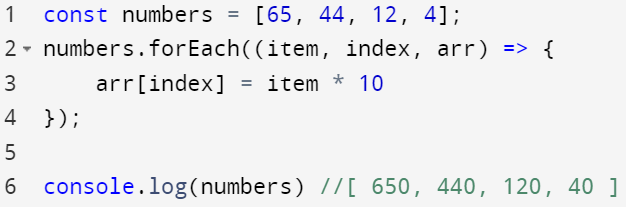 1 const numbers = [65, 44, 12, 4];
2 numbers.forEach((item, index, arr) => {
3     arr[index] = item * 10
4 });
5
6 console.log(numbers) //[ 650, 440, 120, 40 ]